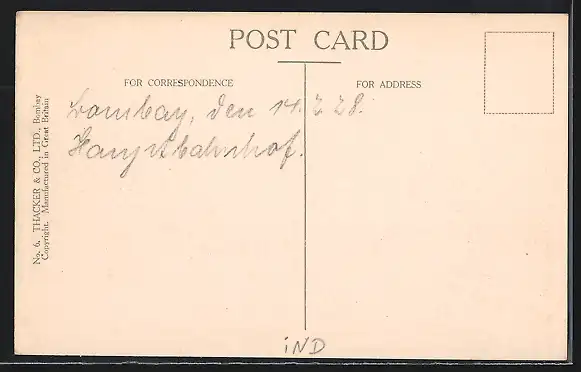 POST CARD
FOR CORRESPONDENCE
FOR ADDRESS
Bombay, den 14. 2 28.
Hauptbahnhof.
No. 6. THACKER & CO., LTD., Bombay
Copyright. Manufactured in Great Britain
iND